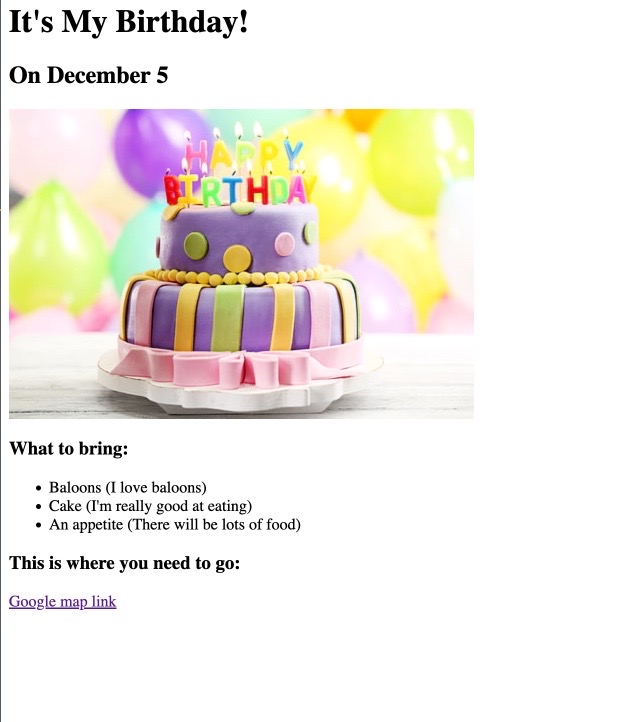 It's My Birthday!
On December 5
HAPPY
BIRTHDAY
What to bring:
Baloons (I love baloons)
Cake (I'm really good at eating)
An appetite (There will be lots of food)
This is where you need to go:
Google map link